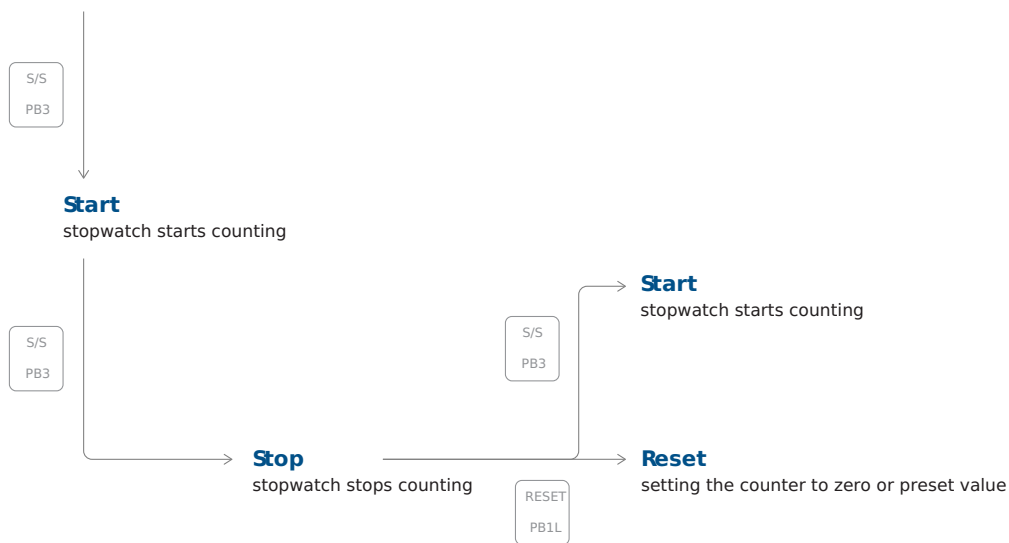 S/S
PB3
Start
stopwatch starts counting
Start
stopwatch starts counting
S/S
PB3
S/S
PB3
Stop
stopwatch stops counting
Reset
setting the counter to zero or preset value
RESET
PB1L